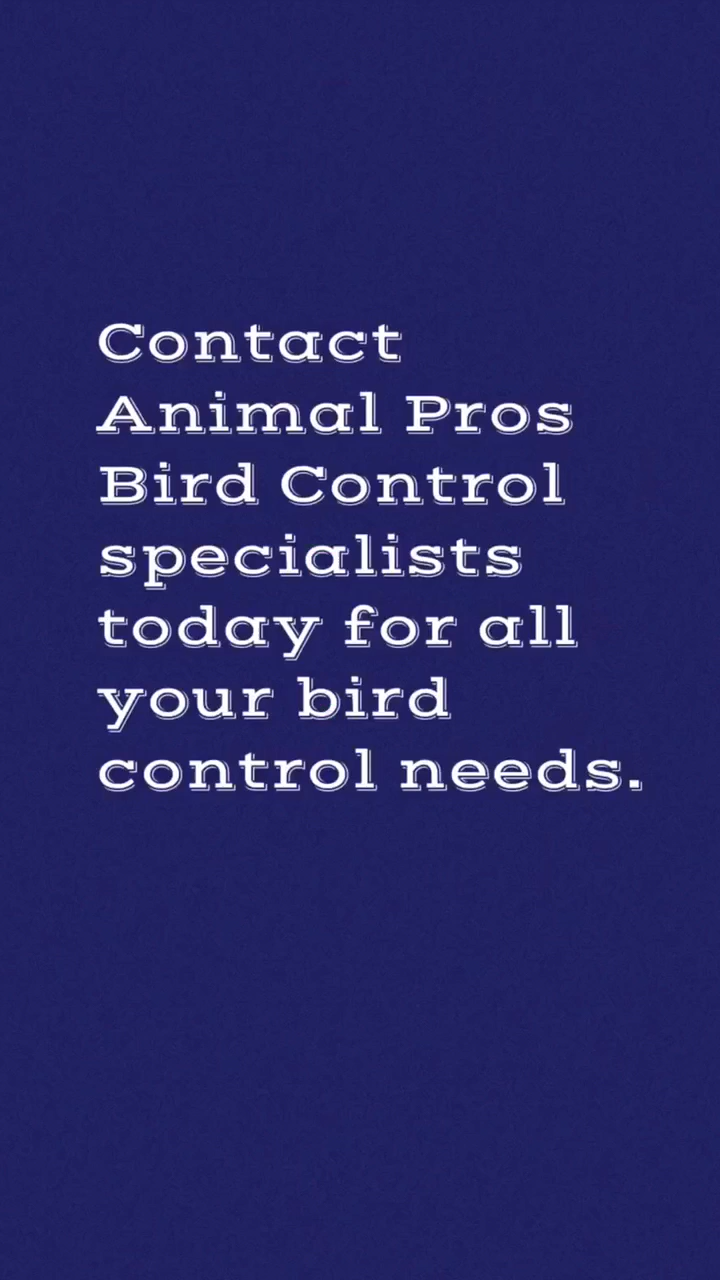 Contact
Animal Pros
Bird Control
specialists
today for all
your bird
control needs.